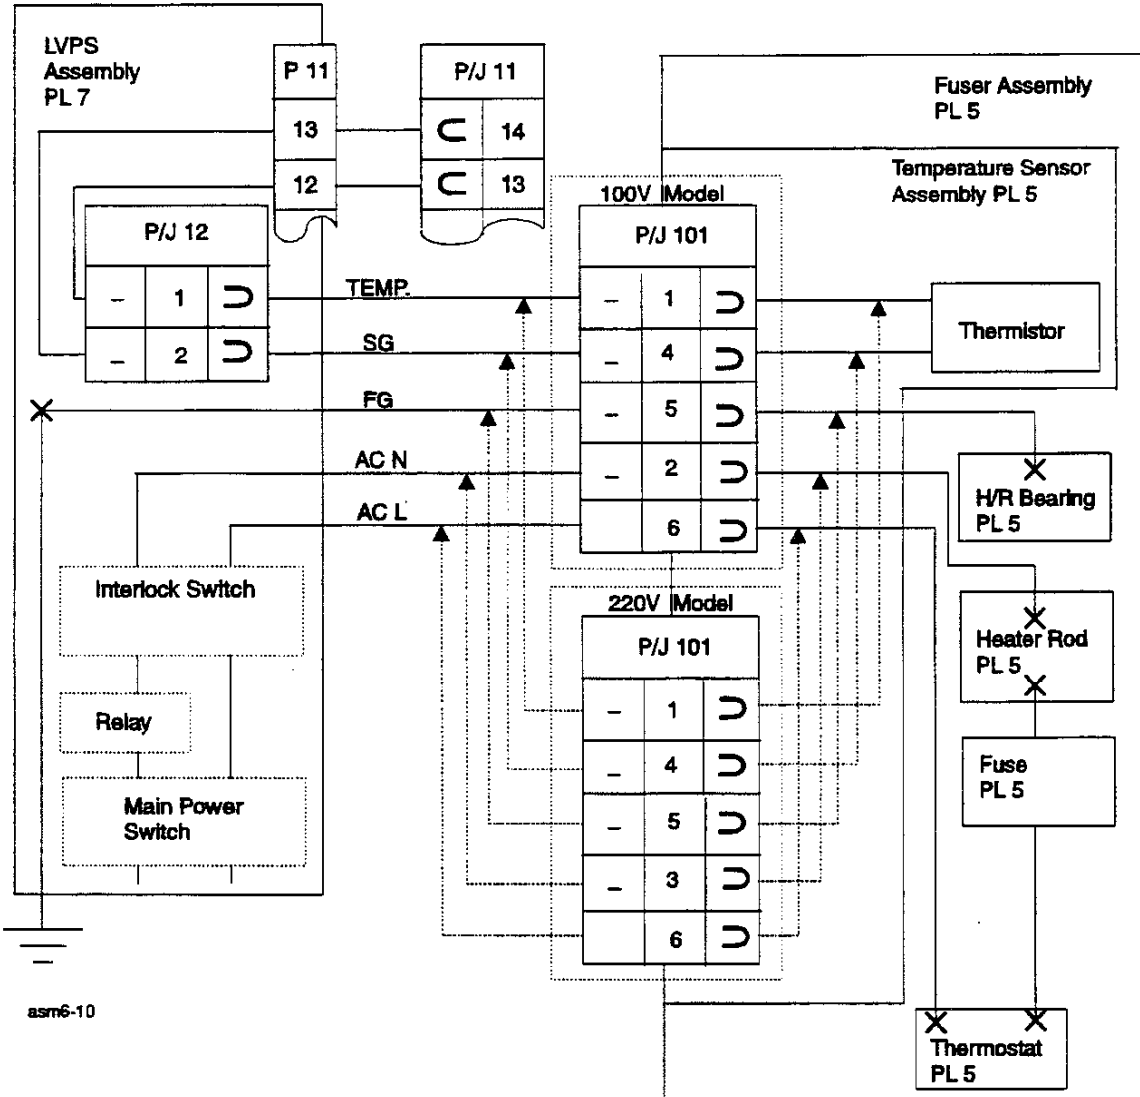 LVPS
Assembly
PL 7
P 11
13
12
P/J 11
14
13
Fuser Assembly
PL 5
Temperature Sensor
Assembly PL 5
P/J 12
– 1
– 2
100V Model
P/J 101
– 1
– 4
– 5
– 2
6
TEMP.
SG
FG
AC N
AC L
Thermistor
H/R Bearing
PL 5
Heater Rod
PL 5
Fuse
PL 5
Thermostat
PL 5
Interlock Switch
Relay
Main Power
Switch
220V Model
P/J 101
– 1
– 4
– 5
– 3
6
asm6-10